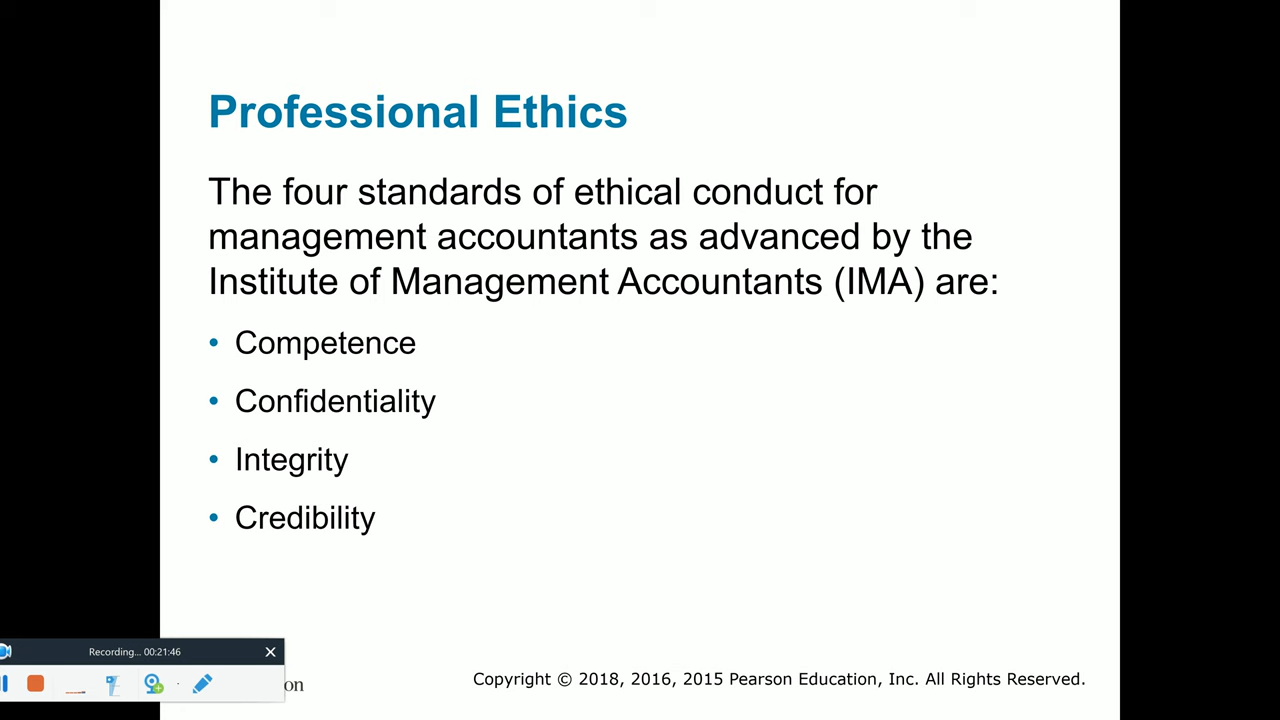 Professional Ethics
The four standards of ethical conduct for
management accountants as advanced by the
Institute of Management Accountants (IMA) are:
• Competence
• Confidentiality
• Integrity
• Credibility
Recording... 00:21:46
on
Copyright © 2018, 2016, 2015 Pearson Education, Inc. All Rights Reserved.